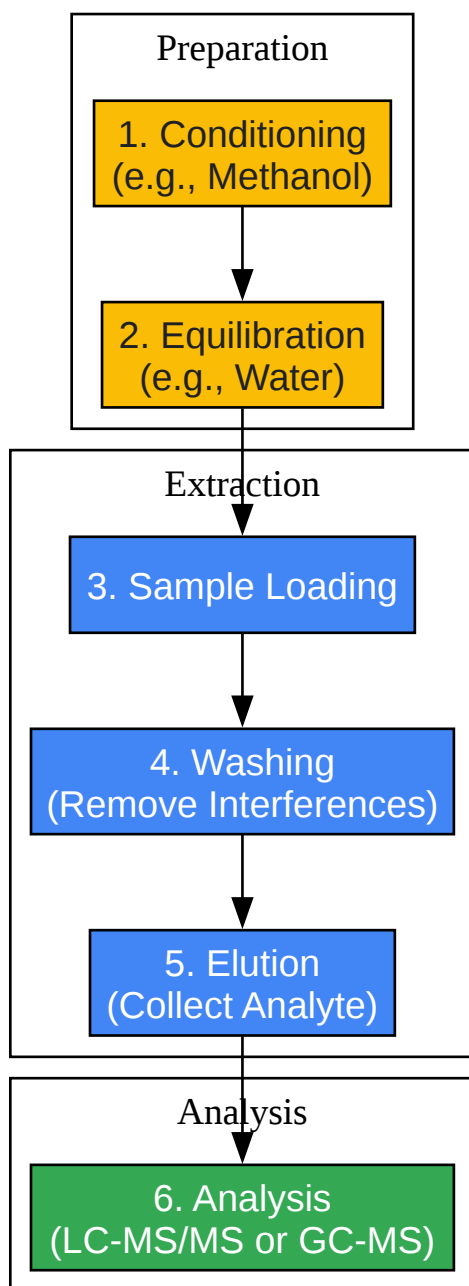 Preparation
1. Conditioning
(e.g., Methanol)
2. Equilibration
(e.g., Water)
Extraction
3. Sample Loading
4. Washing
(Remove Interferences)
5. Elution
(Collect Analyte)
Analysis
6. Analysis
(LC-MS/MS or GC-MS)